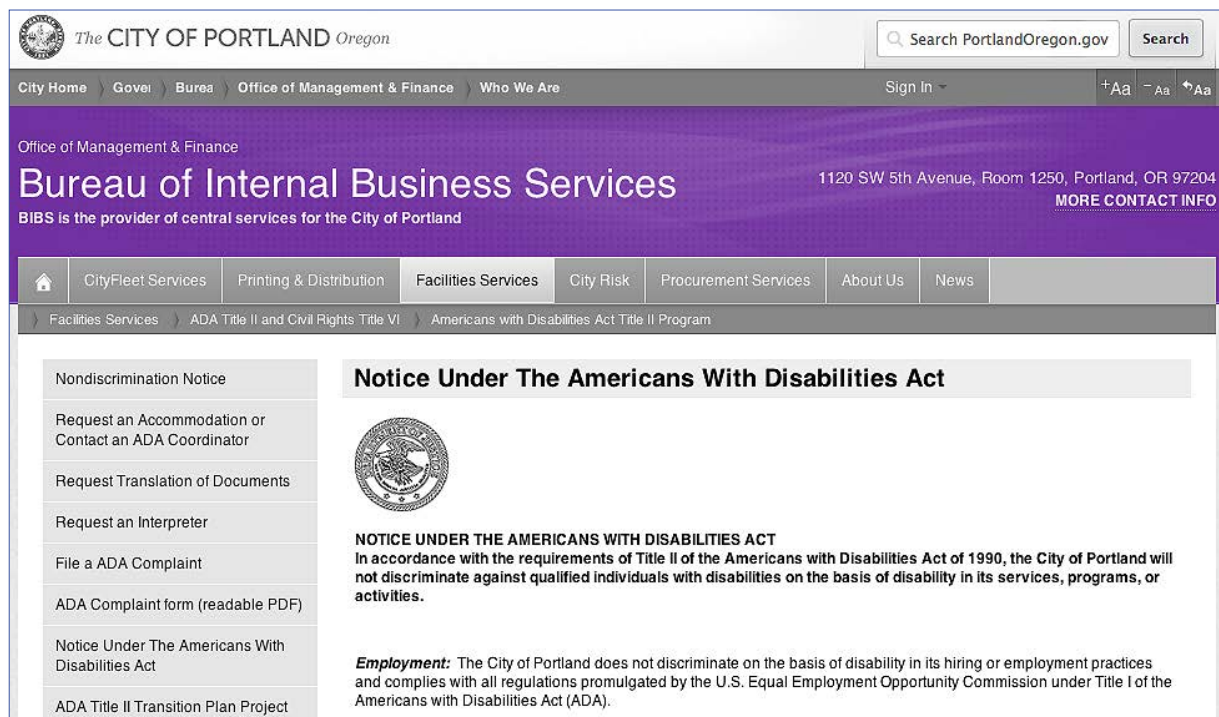 The CITY OF PORTLAND Oregon
Search PortlandOregon.gov
Search
City Home
Gover
Burea
Office of Management & Finance
Who We Are
Sign In
+Aa
−Aa
Aa
Office of Management & Finance
Bureau of Internal Business Services
BIBS is the provider of central services for the City of Portland
1120 SW 5th Avenue, Room 1250, Portland, OR 97204
MORE CONTACT INFO
CityFleet Services
Printing & Distribution
Facilities Services
City Risk
Procurement Services
About Us
News
Facilities Services
ADA Title II and Civil Rights Title VI
Americans with Disabilities Act Title II Program
Nondiscrimination Notice
Request an Accommodation or
Contact an ADA Coordinator
Request Translation of Documents
Request an Interpreter
File a ADA Complaint
ADA Complaint form (readable PDF)
Notice Under The Americans With
Disabilities Act
ADA Title II Transition Plan Project
Notice Under The Americans With Disabilities Act
NOTICE UNDER THE AMERICANS WITH DISABILITIES ACT
In accordance with the requirements of Title II of the Americans with Disabilities Act of 1990, the City of Portland will
not discriminate against qualified individuals with disabilities on the basis of disability in its services, programs, or
activities.
Employment: The City of Portland does not discriminate on the basis of disability in its hiring or employment practices
and complies with all regulations promulgated by the U.S. Equal Employment Opportunity Commission under Title I of the
Americans with Disabilities Act (ADA).